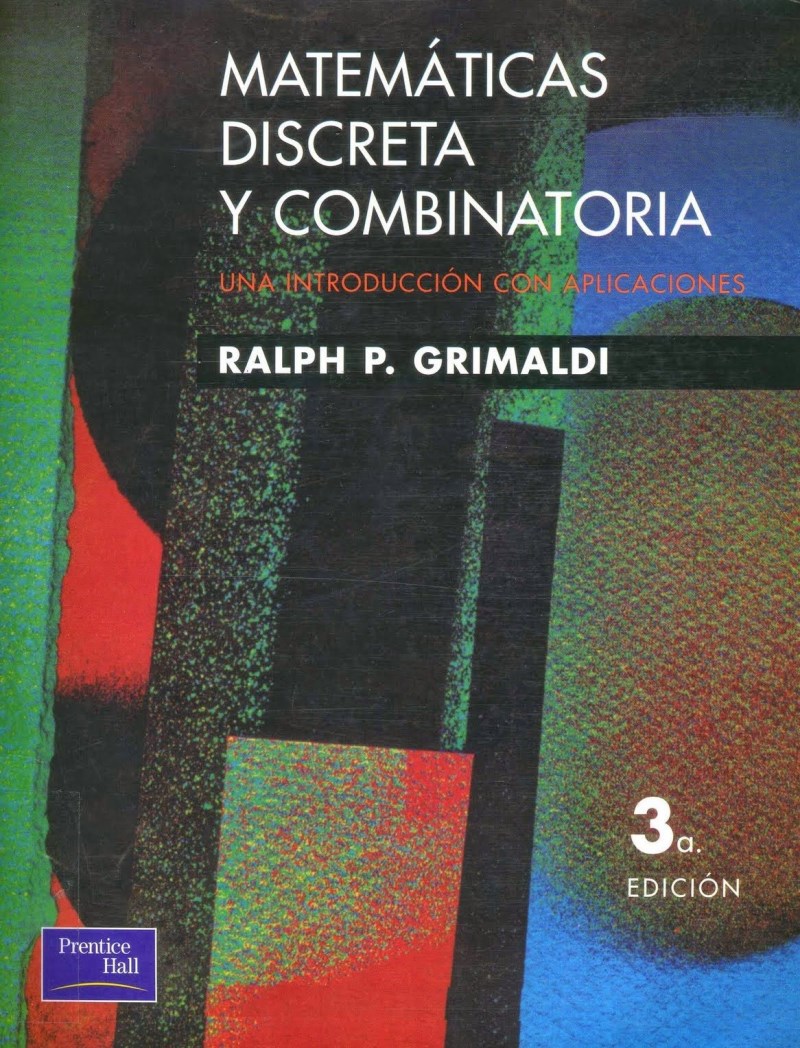 MATEMÁTICAS
DISCRETA
Y COMBINATORIA
UNA INTRODUCCIÓN CON APLICACIONES
RALPH P. GRIMALDI
3a.
EDICIÓN
Prentice
Hall